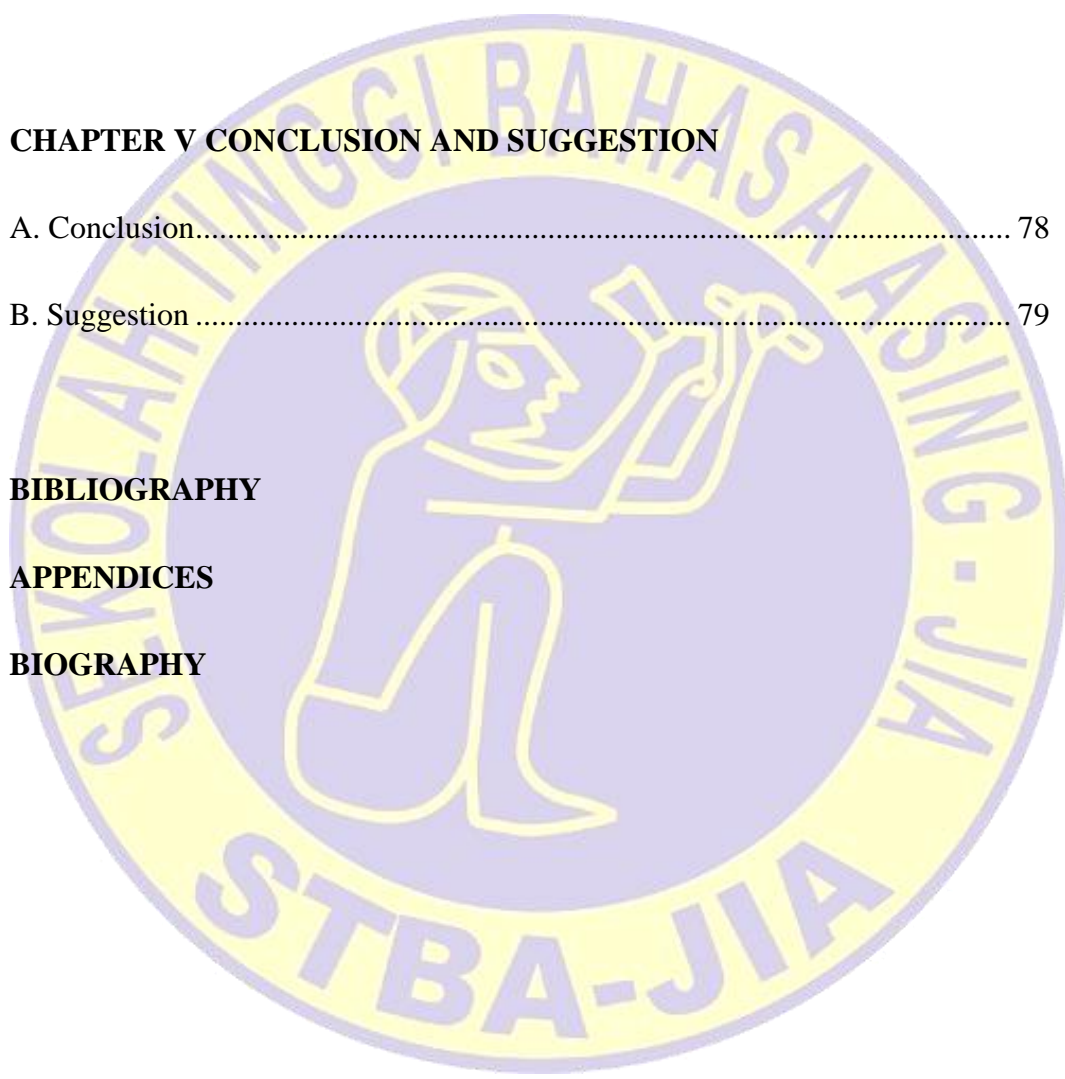 CHAPTER V CONCLUSION AND SUGGESTION
A. Conclusion.......................................................................................................... 78
B. Suggestion .......................................................................................................... 79
BIBLIOGRAPHY
APPENDICES
BIOGRAPHY
SEKOLAH TINGGI BAHASA ASING - JIA
STBA-JIA